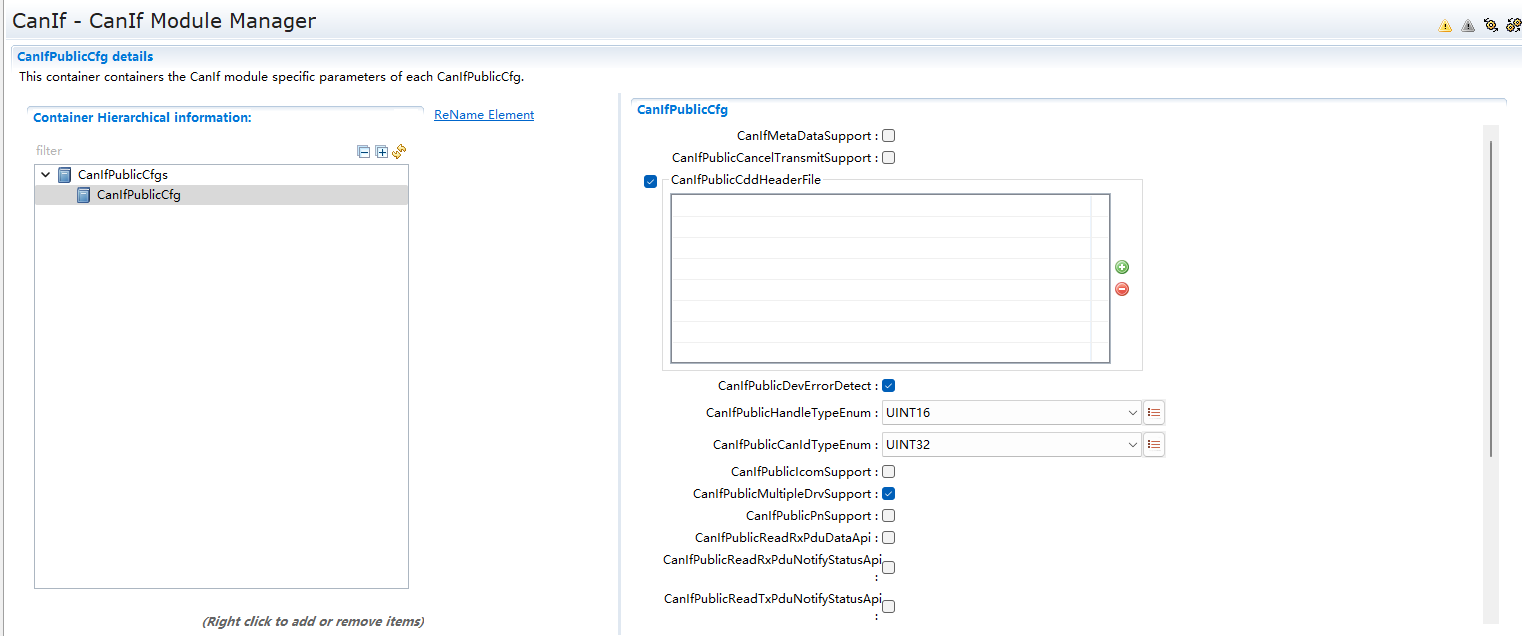 CanIf - CanIf Module Manager
CanIfPublicCfg details
This container containers the CanIf module specific parameters of each CanIfPublicCfg.
Container Hierarchical information:
ReName Element
filter
CanIfPublicCfgs
CanIfPublicCfg
(Right click to add or remove items)
CanIfPublicCfg
CanIfMetaDataSupport :
CanIfPublicCancelTransmitSupport :
CanIfPublicCddHeaderFile
CanIfPublicDevErrorDetect :
CanIfPublicHandleTypeEnum : UINT16
CanIfPublicCanIdTypeEnum : UINT32
CanIfPublicIcomSupport :
CanIfPublicMultipleDrvSupport :
CanIfPublicPnSupport :
CanIfPublicReadRxPduDataApi :
CanIfPublicReadRxPduNotifyStatusApi
:
CanIfPublicReadTxPduNotifyStatusApi
: